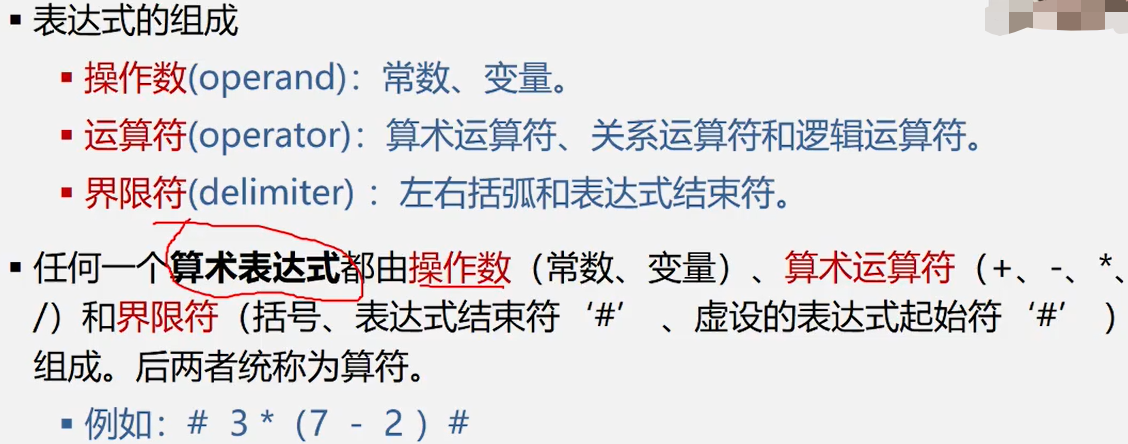 ▪ 表达式的组成
▪ 操作数(operand)：常数、变量。
▪ 运算符(operator)：算术运算符、关系运算符和逻辑运算符。
▪ 界限符(delimiter) ：左右括弧和表达式结束符。
▪ 任何一个算术表达式都由操作数（常数、变量）、算术运算符（+、-、*、
/）和界限符（括号、表达式结束符‘#’ 、虚设的表达式起始符‘#’ ）
组成。后两者统称为算符。
▪ 例如：# 3 * (7 - 2 ) #